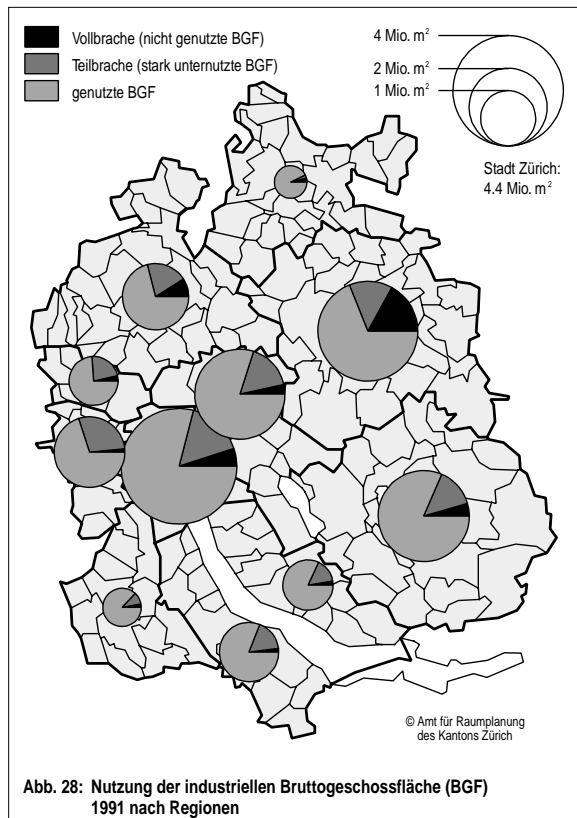 Vollbrache (nicht genutzte BGF)
Teilbrache (stark unternutzte BGF)
genutzte BGF
4 Mio. m²
2 Mio. m²
1 Mio. m²
Stadt Zürich:
4.4 Mio. m²
© Amt für Raumplanung
des Kantons Zürich
Abb. 28: Nutzung der industriellen Bruttogeschossfläche (BGF)
1991 nach Regionen